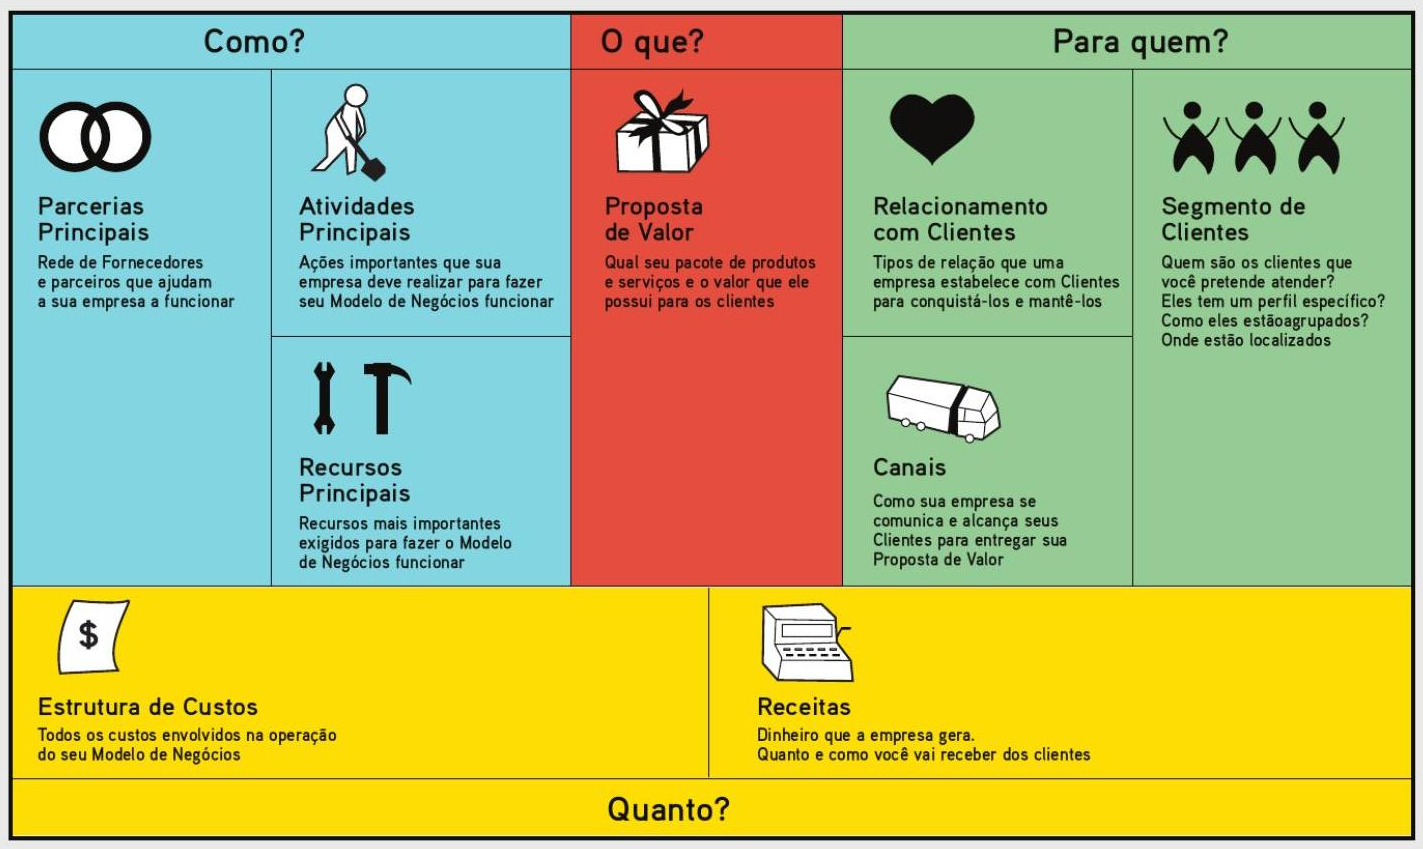 Como?
O que?
Para quem?
Parcerias
Principais
Rede de Fornecedores
e parceiros que ajudam
a sua empresa a funcionar
Atividades
Principais
Ações importantes que sua
empresa deve realizar para fazer
seu Modelo de Negócios funcionar
Recursos
Principais
Recursos mais importantes
exigidos para fazer o Modelo
de Negócios funcionar
Proposta
de Valor
Qual seu pacote de produtos
e serviços e o valor que ele
possui para os clientes
Relacionamento
com Clientes
Tipos de relação que uma
empresa estabelece com Clientes
para conquistá-los e mantê-los
Canais
Como sua empresa se
comunica e alcança seus
Clientes para entregar sua
Proposta de Valor
Segmento de
Clientes
Quem são os clientes que
você pretende atender?
Eles tem um perfil específico?
Como eles estãoagrupados?
Onde estão localizados
$
Estrutura de Custos
Todos os custos envolvidos na operação
do seu Modelo de Negócios
Receitas
Dinheiro que a empresa gera.
Quanto e como você vai receber dos clientes
Quanto?